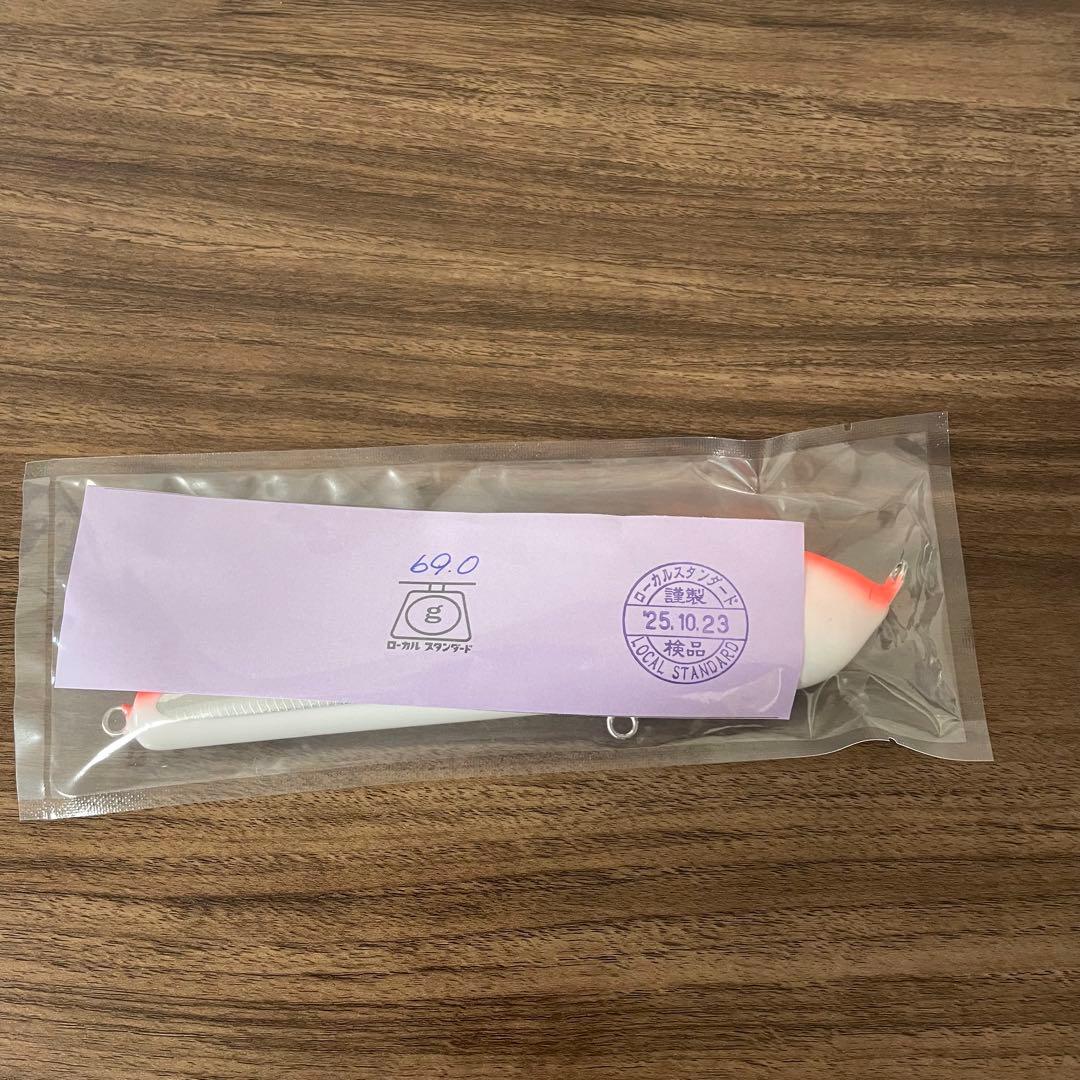 69.0
g
ローカル スタンダード
ローカルスタンダード
謹製
'25.10.23
検品
LOCAL STANDARD